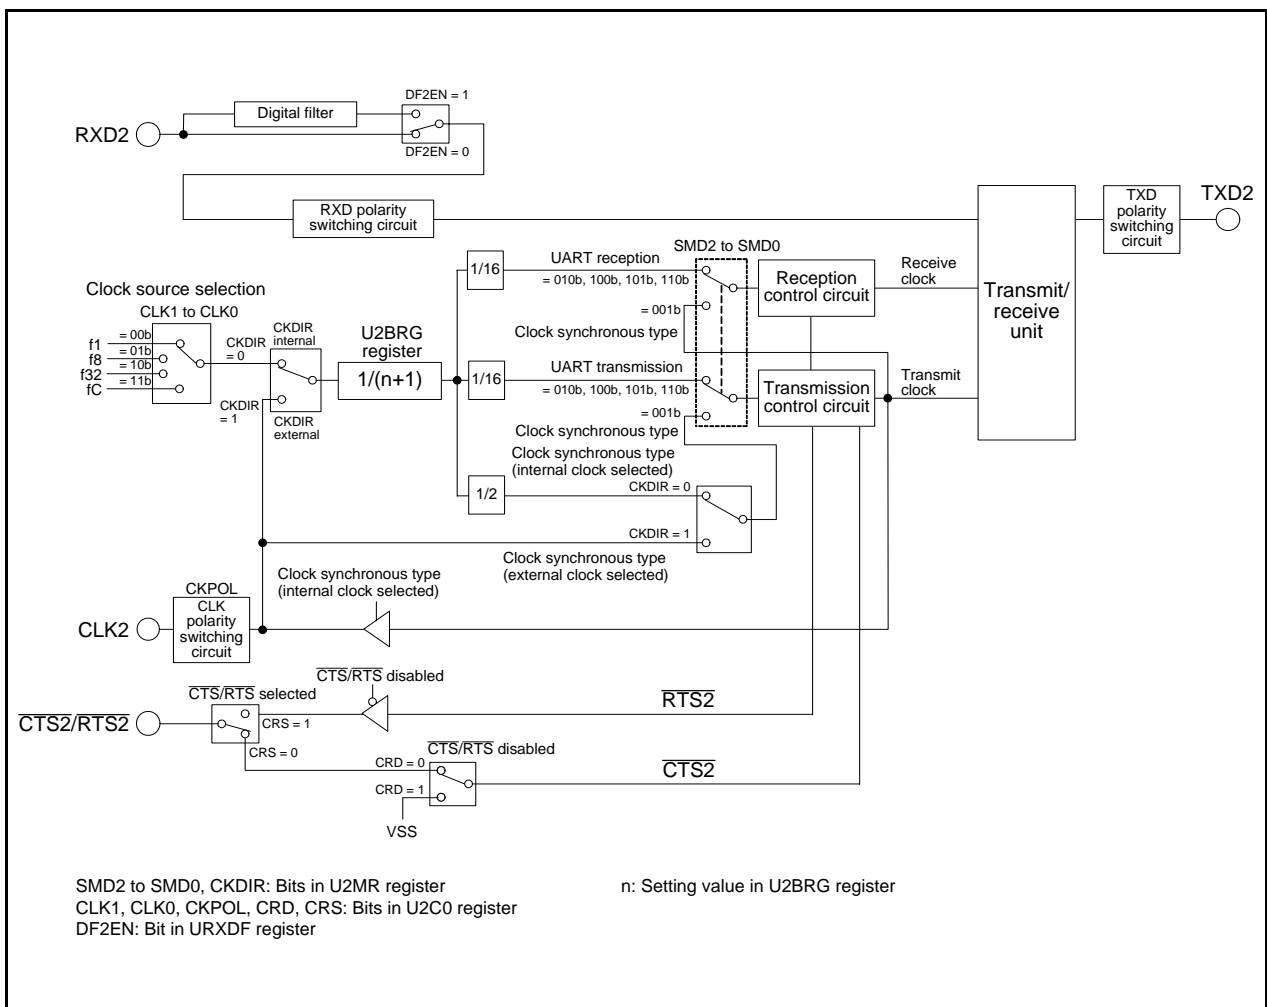 DF2EN = 1
Digital filter
RXD2
DF2EN = 0
TXD2
TXD
polarity
switching
circuit
RXD polarity
switching circuit
SMD2 to SMD0
1/16
UART reception
= 010b, 100b, 101b, 110b
Reception
control circuit
Receive
clock
Transmit/
receive
unit
= 001b
Clock synchronous type
Clock source selection
CLK1 to CLK0
f1
= 00b
f8
= 01b
f32
= 10b
fC
= 11b
CKDIR
= 0
CKDIR
internal
CKDIR
= 1
CKDIR
external
U2BRG
register
1/(n+1)
1/16
UART transmission
= 010b, 100b, 101b, 110b
Transmission
control circuit
Transmit
clock
= 001b
Clock synchronous type
Clock synchronous type
(internal clock selected)
1/2
CKDIR = 0
CKDIR = 1
Clock synchronous type
(external clock selected)
Clock synchronous type
(internal clock selected)
CKPOL
CLK
polarity
switching
circuit
CLK2
CTS/RTS disabled
CTS/RTS selected
RTS2
CTS2/RTS2
CRS = 1
CRS = 0
CTS/RTS disabled
CRD = 0
CTS2
CRD = 1
VSS
SMD2 to SMD0, CKDIR: Bits in U2MR register
n: Setting value in U2BRG register
CLK1, CLK0, CKPOL, CRD, CRS: Bits in U2C0 register
DF2EN: Bit in URXDF register